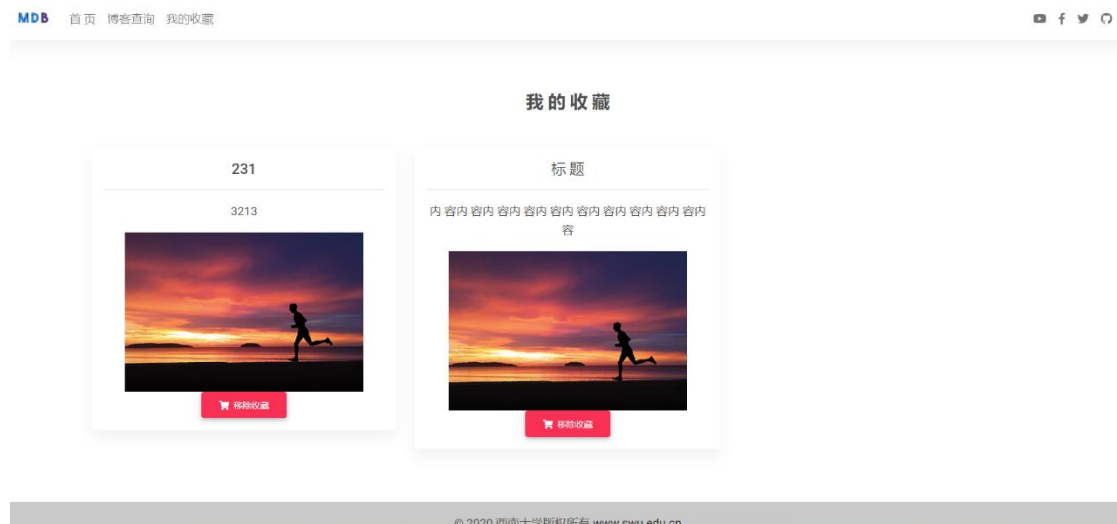 MDB 首页 博客查询 我的收藏
我的收藏
231
3213
移除收藏
标题
内容内容内容内容内容内容内容内容内容内容内
容
移除收藏
© 2020 西南大学版权所有 www.swu.edu.cn